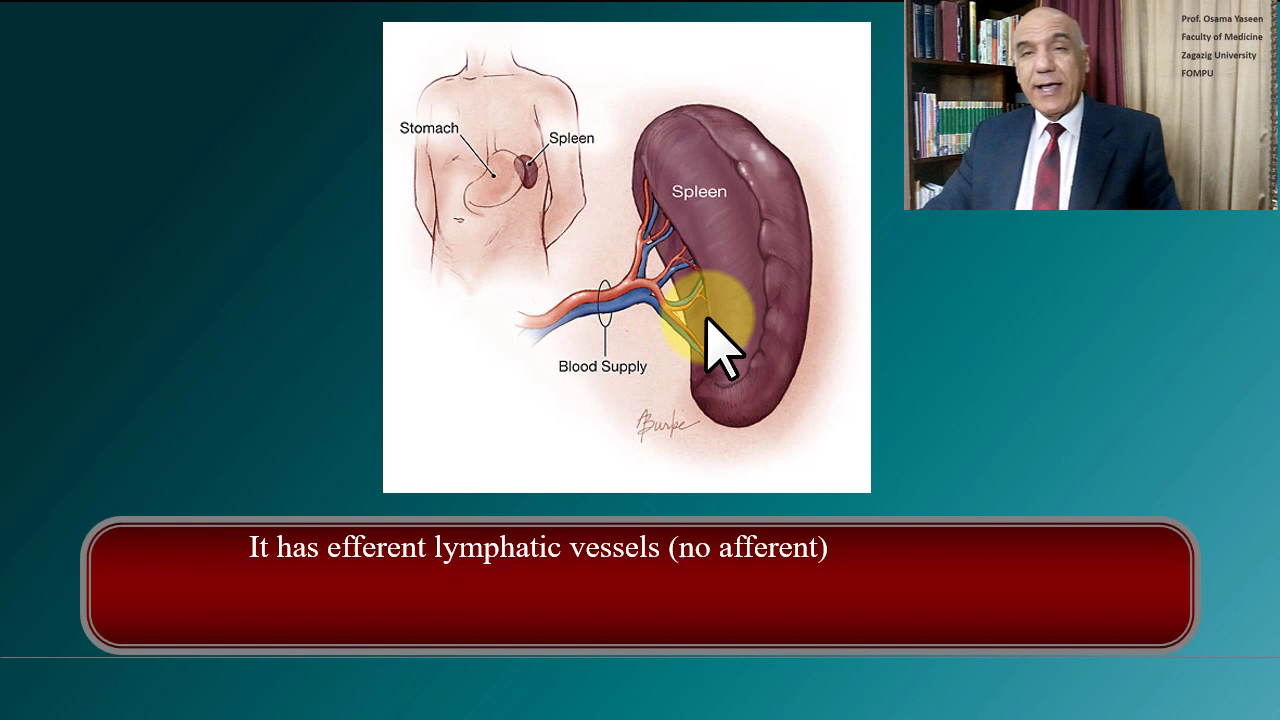 Prof. Osama Yaseen
Faculty of Medicine
Zagazig University
FOMPU
Stomach
Spleen
Spleen
Blood Supply
ABurke
It has efferent lymphatic vessels (no afferent)